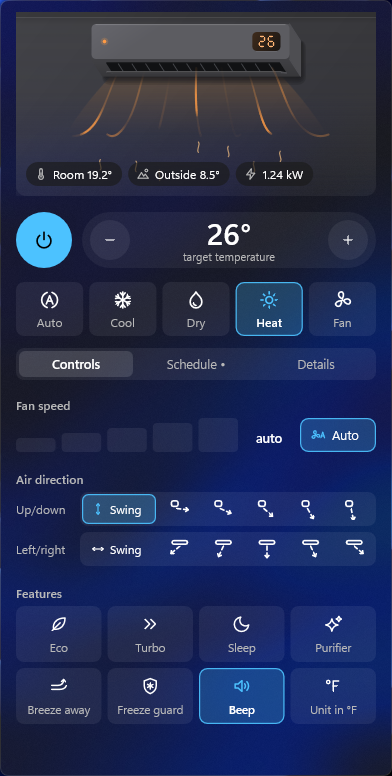 26
Room 19.2°
Outside 8.5°
1.24 kW
26°
target temperature
Auto
Cool
Dry
Heat
Fan
Controls
Schedule •
Details
Fan speed
auto
Auto
Air direction
Up/down
Swing
Left/right
Swing
Features
Eco
Turbo
Sleep
Purifier
Breeze away
Freeze guard
Beep
°F
Unit in °F